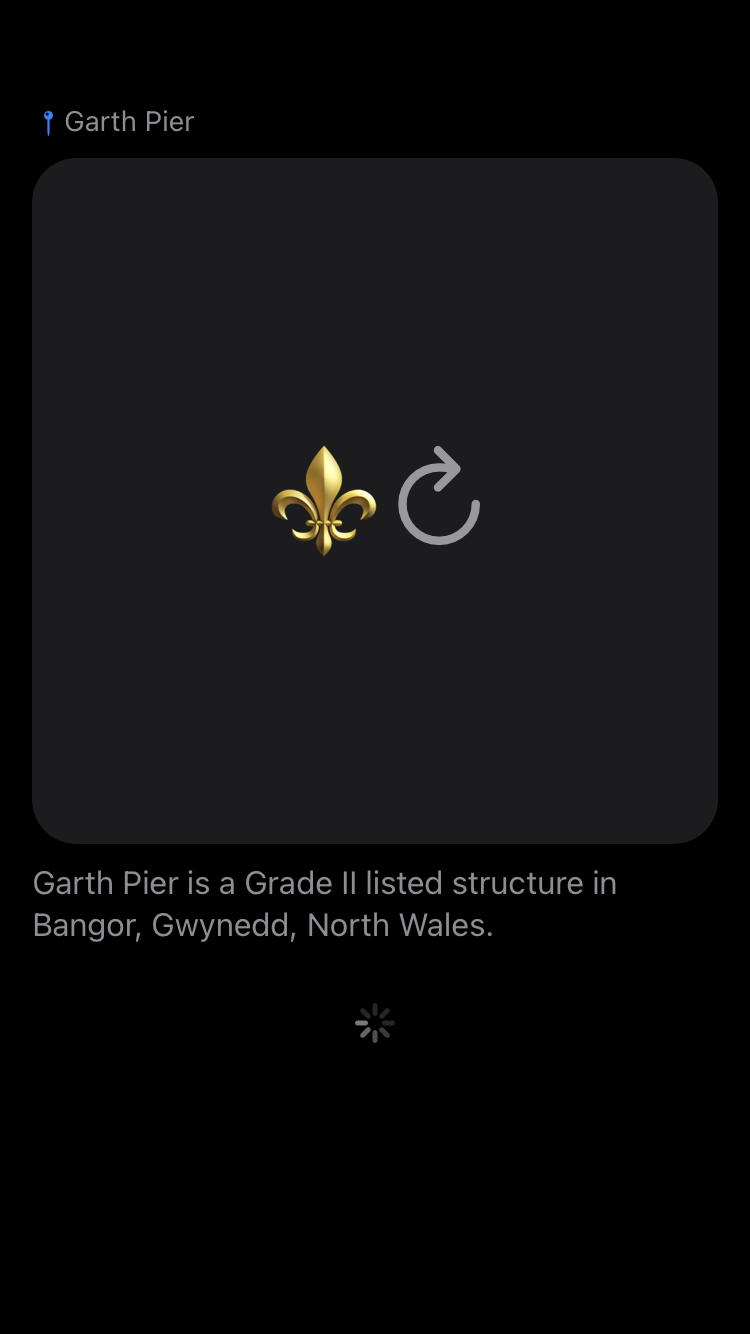 Garth Pier
Garth Pier is a Grade II listed structure in
Bangor, Gwynedd, North Wales.